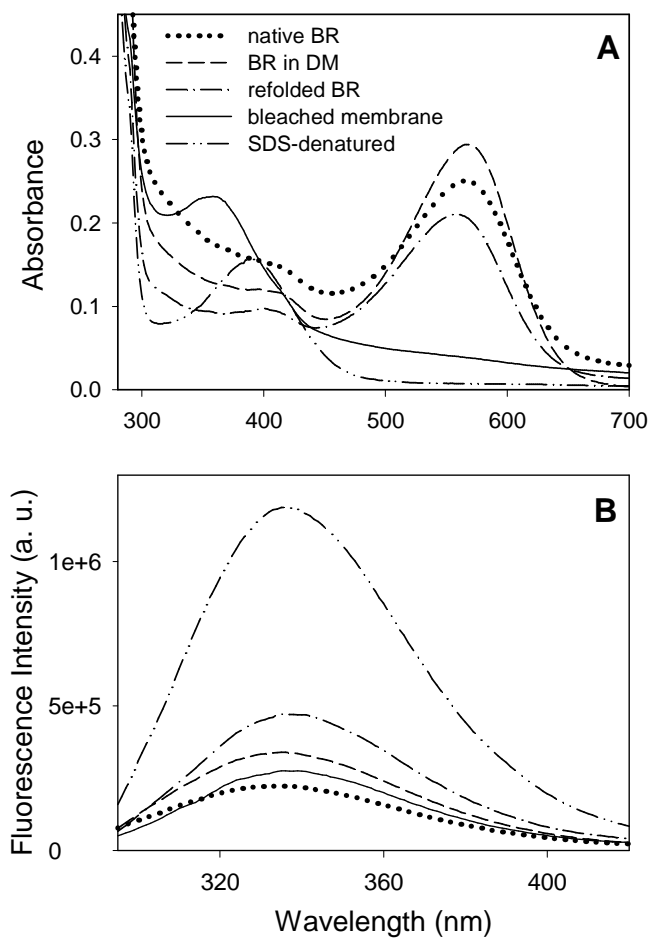 A
native BR
BR in DM
refolded BR
bleached membrane
SDS-denatured
Absorbance
0.4
0.3
0.2
0.1
0.0
300 400 500 600 700
B
Fluorescence Intensity (a. u.)
1e+6
5e+5
0
320 360 400
Wavelength (nm)